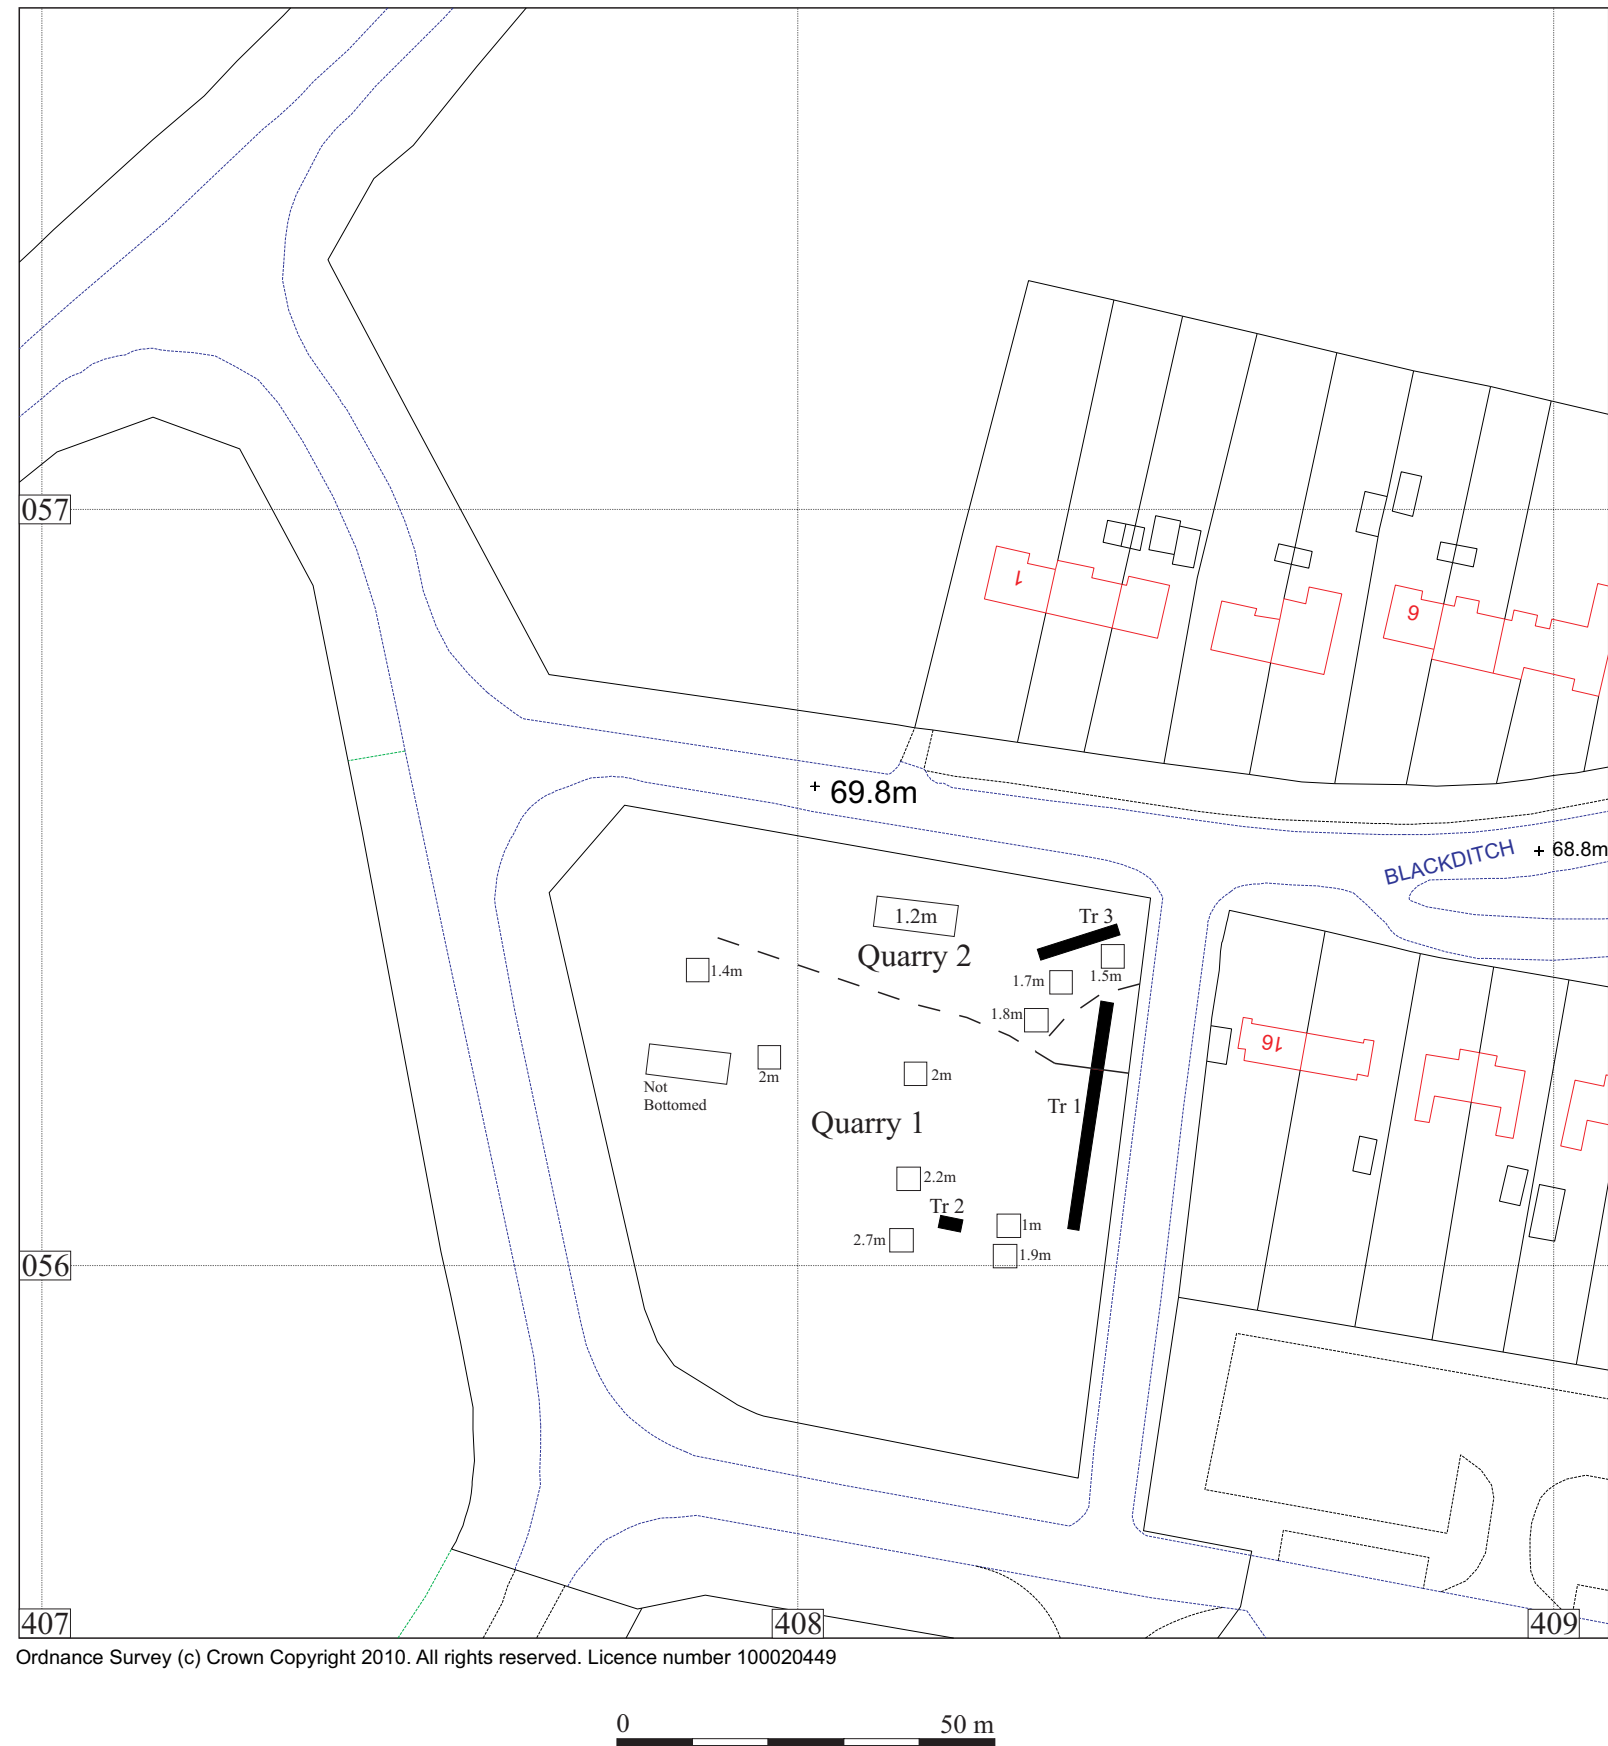 057
1
6
69.8m
BLACKDITCH
68.8m
1.2m
Tr 3
Quarry 2
1.4m
1.7m
1.5m
1.8m
16
2m
2m
Not
Bottomed
Tr 1
Quarry 1
2.2m
Tr 2
1m
2.7m
1.9m
056
407
408
409
Ordnance Survey (c) Crown Copyright 2010. All rights reserved. Licence number 100020449
0
50 m